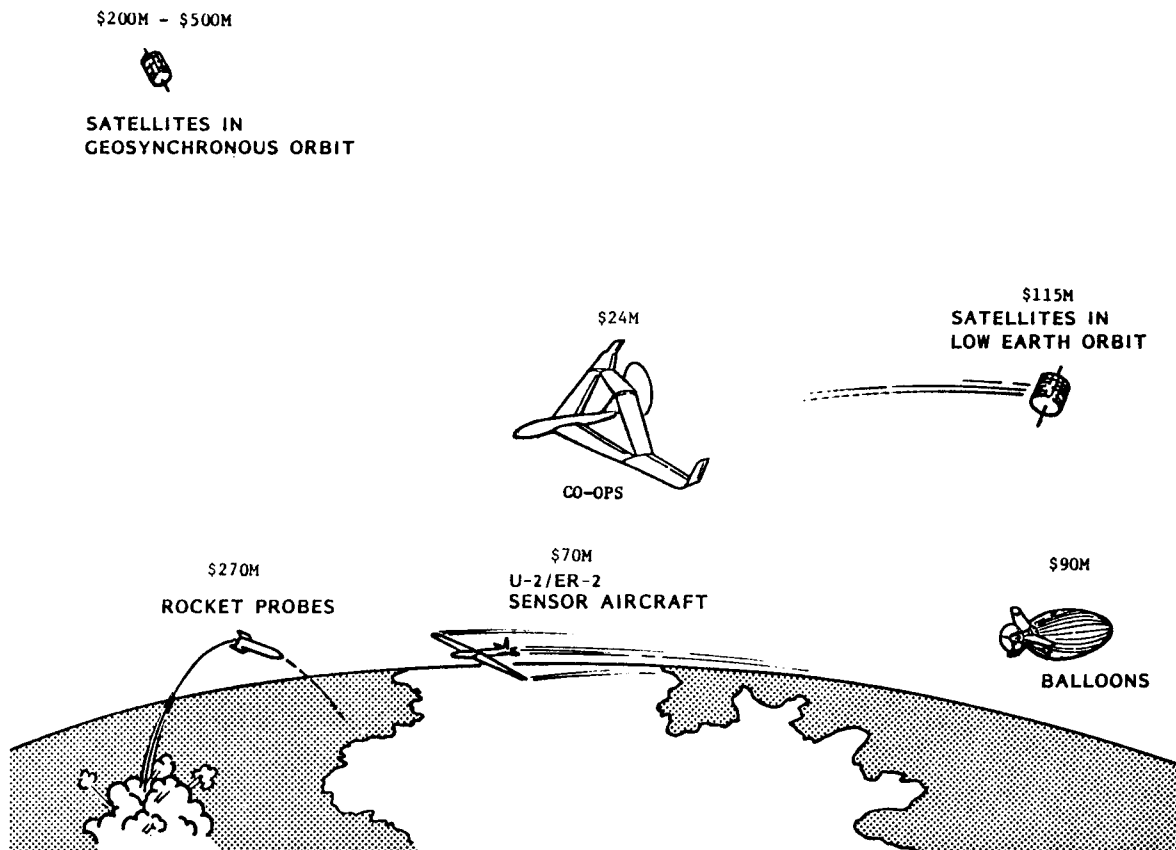 $200M - $500M
SATELLITES IN
GEOSYNCHRONOUS ORBIT
$115M
SATELLITES IN
LOW EARTH ORBIT
$24M
CO-OPS
$270M
ROCKET PROBES
$70M
U-2/ER-2
SENSOR AIRCRAFT
$90M
BALLOONS